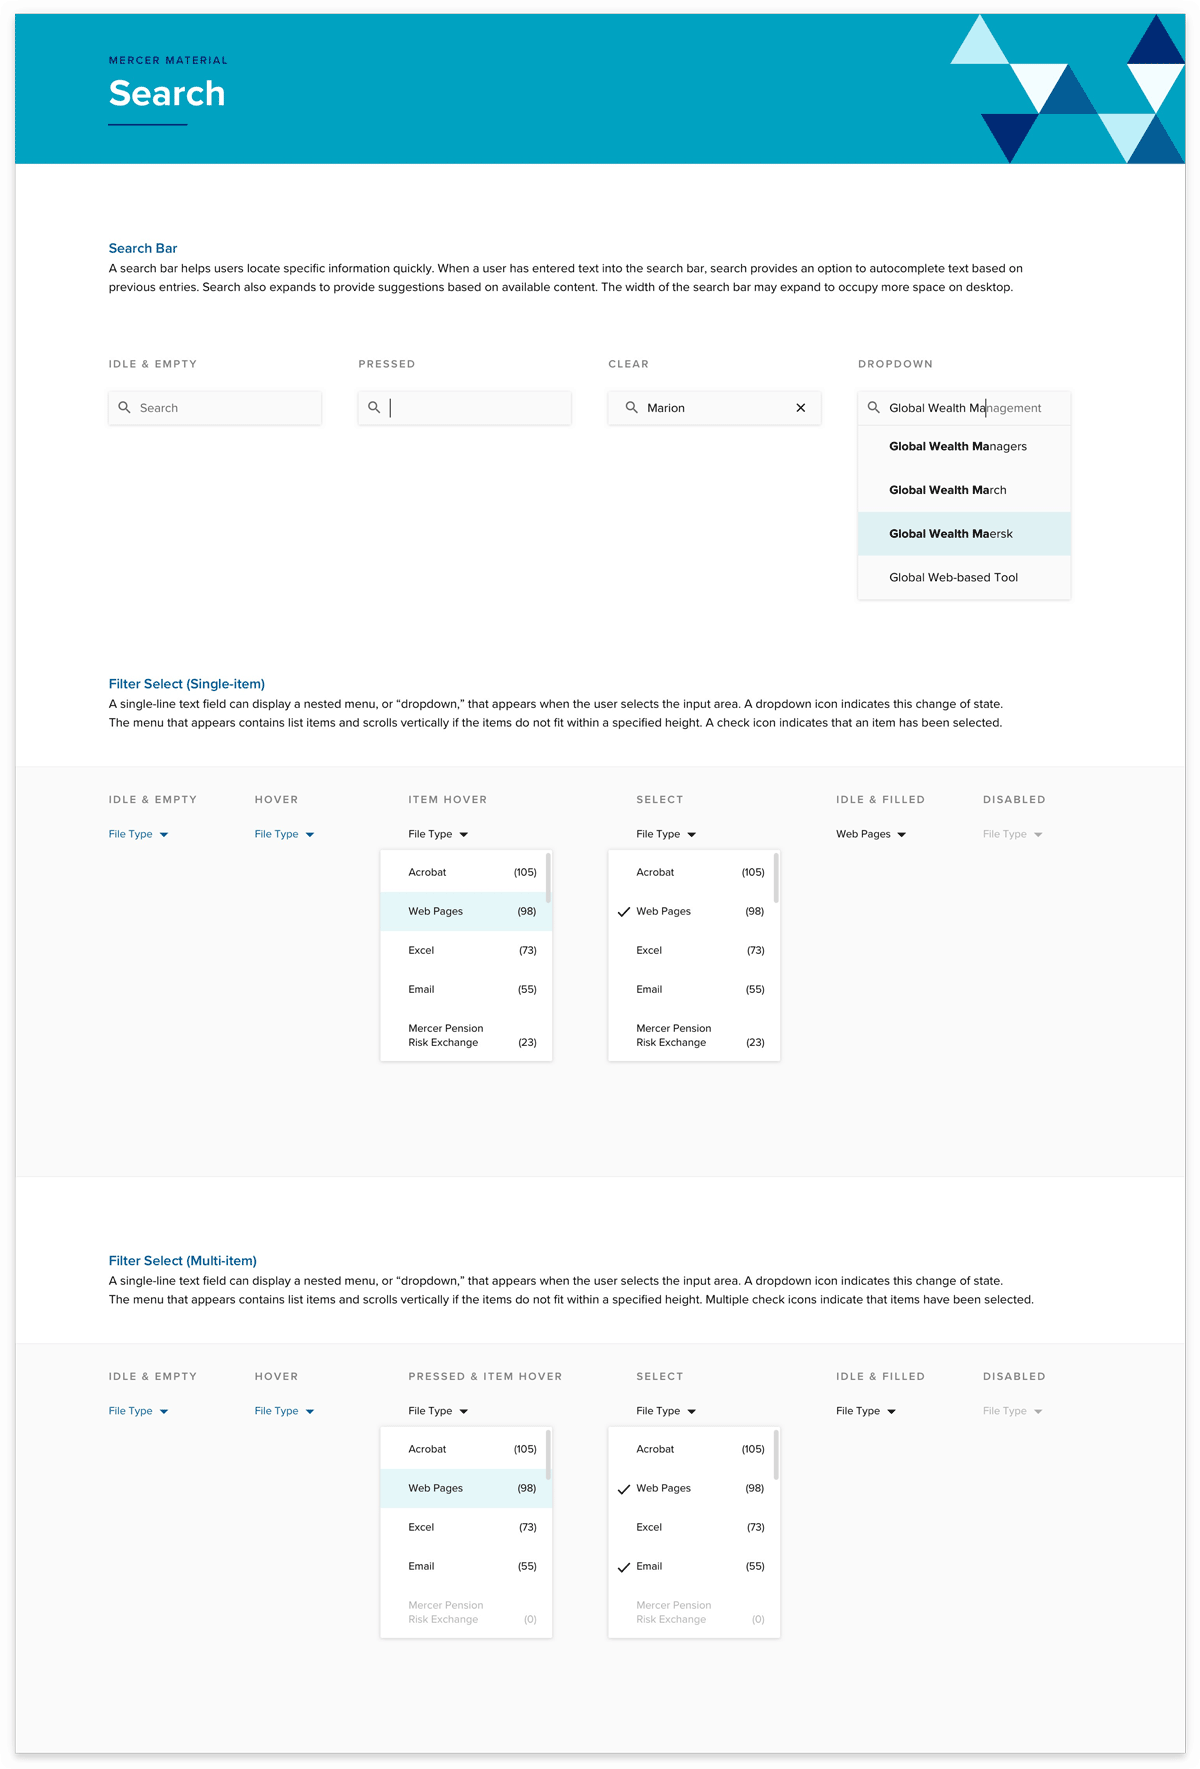 MERCER MATERIAL
Search
Search Bar
A search bar helps users locate specific information quickly. When a user has entered text into the search bar, search provides an option to autocomplete text based on
previous entries. Search also expands to provide suggestions based on available content. The width of the search bar may expand to occupy more space on desktop.
IDLE & EMPTY
PRESSED
CLEAR
DROPDOWN
Search
Marion
Global Wealth Management
Global Wealth Managers
Global Wealth March
Global Wealth Maersk
Global Web-based Tool
Filter Select (Single-item)
A single-line text field can display a nested menu, or “dropdown,” that appears when the user selects the input area. A dropdown icon indicates this change of state.
The menu that appears contains list items and scrolls vertically if the items do not fit within a specified height. A check icon indicates that an item has been selected.
IDLE & EMPTY
HOVER
ITEM HOVER
SELECT
IDLE & FILLED
DISABLED
File Type
File Type
File Type
File Type
Web Pages
File Type
Acrobat (105)
Web Pages (98)
Excel (73)
Email (55)
Mercer Pension
Risk Exchange (23)
Acrobat (105)
Web Pages (98)
Excel (73)
Email (55)
Mercer Pension
Risk Exchange (23)
Filter Select (Multi-item)
A single-line text field can display a nested menu, or “dropdown,” that appears when the user selects the input area. A dropdown icon indicates this change of state.
The menu that appears contains list items and scrolls vertically if the items do not fit within a specified height. Multiple check icons indicate that items have been selected.
IDLE & EMPTY
HOVER
PRESSED & ITEM HOVER
SELECT
IDLE & FILLED
DISABLED
File Type
File Type
File Type
File Type
File Type
File Type
Acrobat (105)
Web Pages (98)
Excel (73)
Email (55)
Mercer Pension
Risk Exchange (0)
Acrobat (105)
Web Pages (98)
Excel (73)
Email (55)
Mercer Pension
Risk Exchange (0)